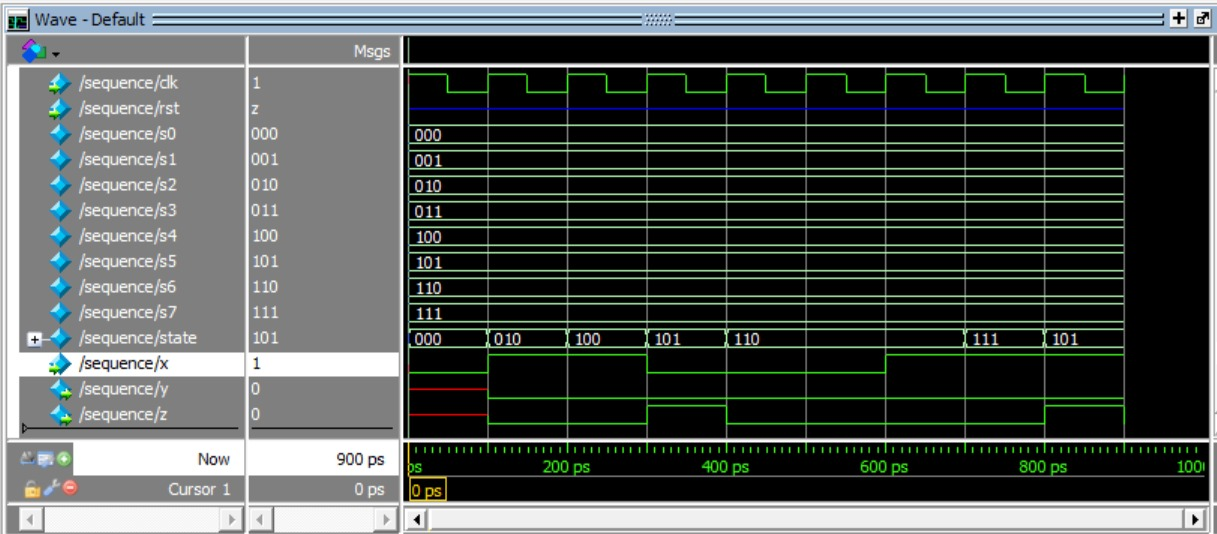 Wave - Default
Msgs
/sequence/clk 1
/sequence/rst z
/sequence/s0 000 000
/sequence/s1 001 001
/sequence/s2 010 010
/sequence/s3 011 011
/sequence/s4 100 100
/sequence/s5 101 101
/sequence/s6 110 110
/sequence/s7 111 111
/sequence/state 101 000 010 100 101 110 111 101
/sequence/x 1
/sequence/y 0
/sequence/z 0
Now 900 ps ps 200 ps 400 ps 600 ps 800 ps 100
Cursor 1 0 ps 0 ps